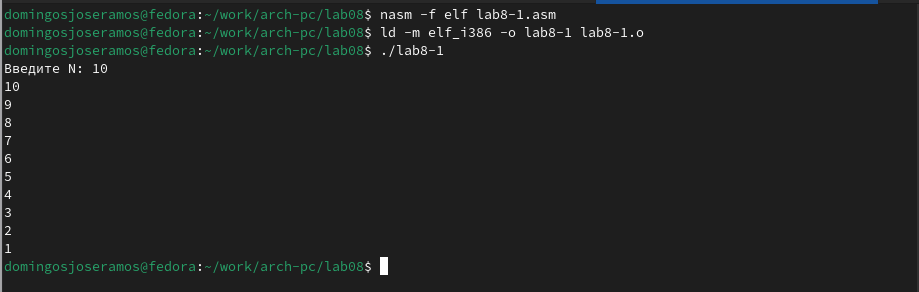 domingosjoseramos@fedora:~/work/arch-pc/lab08$ nasm -f elf lab8-1.asm
domingosjoseramos@fedora:~/work/arch-pc/lab08$ ld -m elf_i386 -o lab8-1 lab8-1.o
domingosjoseramos@fedora:~/work/arch-pc/lab08$ ./lab8-1
Введите N: 10
10
9
8
7
6
5
4
3
2
1
domingosjoseramos@fedora:~/work/arch-pc/lab08$